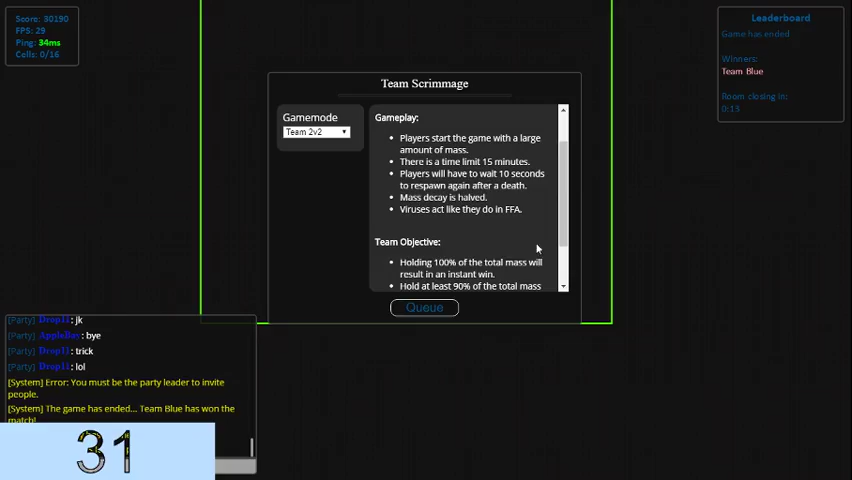 Score: 30190
FPS: 29
Ping: 34ms
Cells: 0/16
Leaderboard
Game has ended
Winners:
Team Blue
Room closing in:
0:13
Team Scrimmage
Gamemode
Team 2v2
Gameplay:
Players start the game with a large
amount of mass.
There is a time limit 15 minutes.
Players will have to wait 10 seconds
to respawn again after a death.
Mass decay is halved.
Viruses act like they do in FFA.
Team Objective:
Holding 100% of the total mass will
result in an instant win.
Hold at least 90% of the total mass
Queue
[Party] : jk
[Party] : bye
[Party] : trick
[Party] : lol
[System] Error: You must be the party leader to invite
people.
[System] The game has ended... Team Blue has won the
match!
31